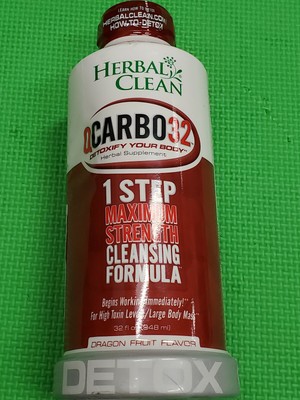 LEARN HOW TO DETOX
HERBALCLEAN.COM/
HOW-TO-DETOX
HERBAL
CLEAN
QCARBO32
DETOXIFY YOUR BODY
Herbal Supplement
1 STEP
MAXIMUM
STRENGTH
CLEANSING
FORMULA
Begins Working Immediately!
For High Toxin Levels/Large Body Mass
32 fl oz (948 ml)
DRAGON FRUIT FLAVOR
DETOX